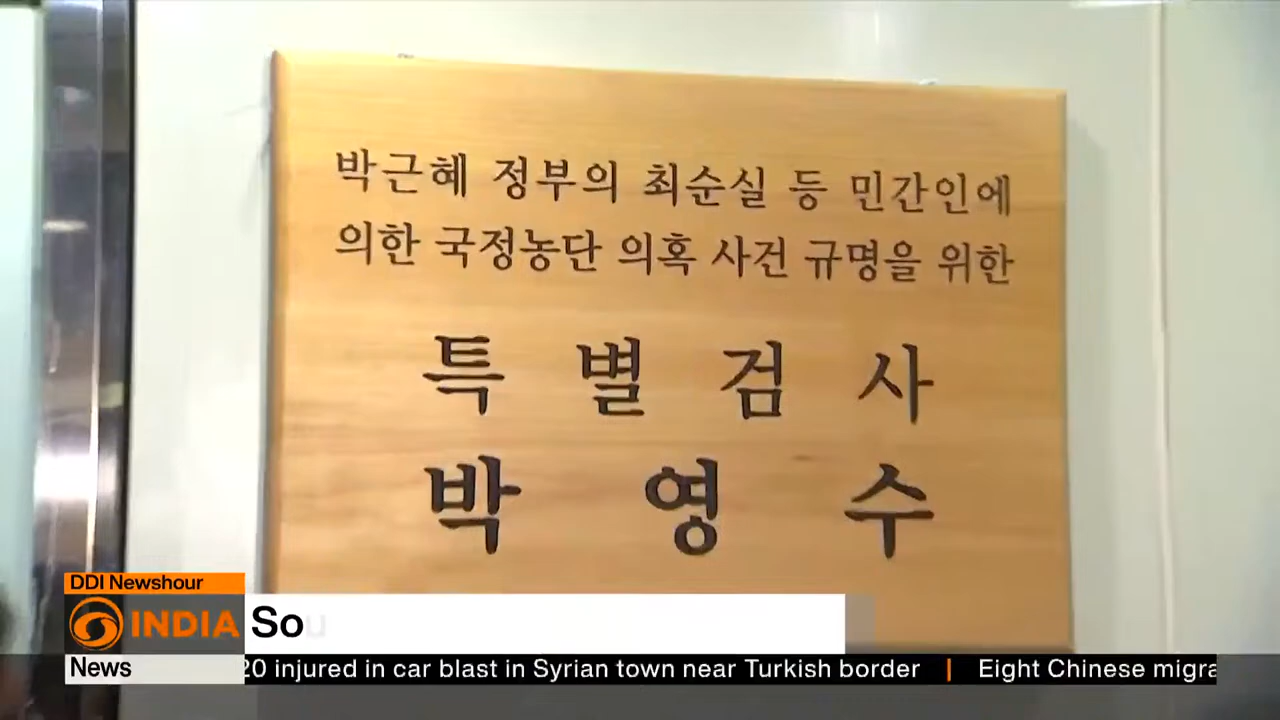 박근혜 정부의 최순실 등 민간인에
의한 국정농단 의혹 사건 규명을 위한
특 별 검 사
박 영 수
DDI Newshour
INDIA
Sou
News
20 injured in car blast in Syrian town near Turkish border | Eight Chinese migra